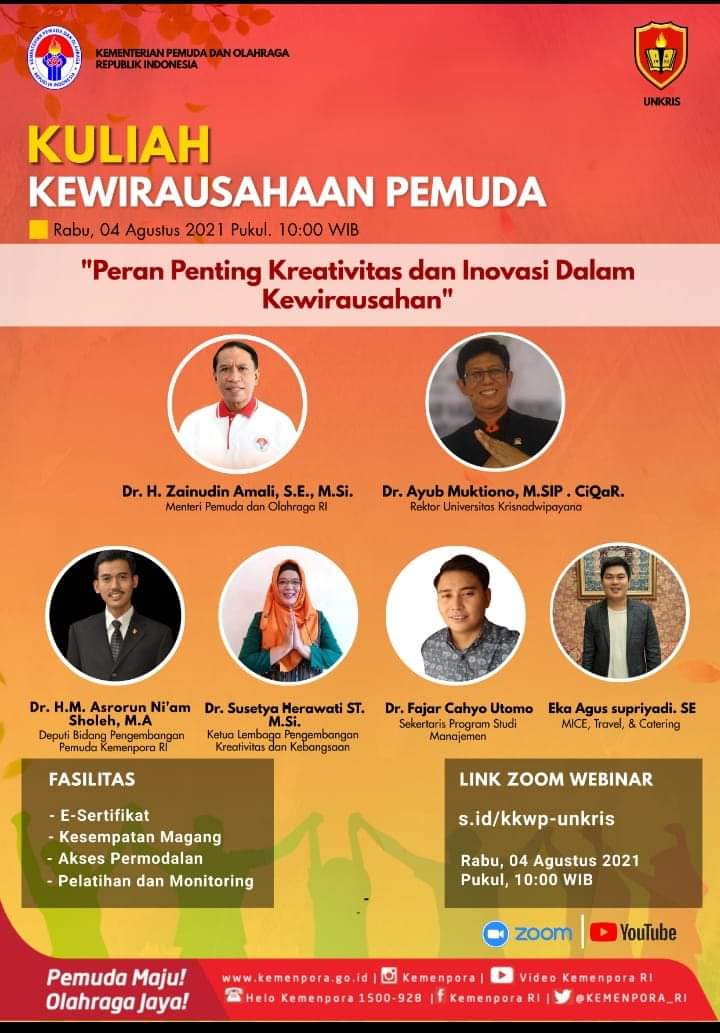 KEMENTERIAN PEMUDA DAN OLAHRAGA
REPUBLIK INDONESIA
UNKRIS
KULIAH
KEWIRAUSAHAAN PEMUDA
Rabu, 04 Agustus 2021 Pukul. 10:00 WIB
"Peran Penting Kreativitas dan Inovasi Dalam
Kewirausahan"
Dr. H. Zainudin Amali, S.E., M.Si.
Menteri Pemuda dan Olahraga RI
Dr. Ayub Muktiono, M.SIP . CiQaR.
Rektor Universitas Krisnadwipayana
Dr. H.M. Asrorun Ni'am
Sholeh, M.A
Deputi Bidang Pengembangan
Pemuda Kemenpora RI
Dr. Susetya Herawati ST.
M.Si.
Ketua Lembaga Pengembangan
Kreativitas dan Kebangsaan
Dr. Fajar Cahyo Utomo
Sekertaris Program Studi
Manajemen
Eka Agus supriyadi. SE
MICE, Travel, & Catering
FASILITAS
- E-Sertifikat
- Kesempatan Magang
- Akses Permodalan
- Pelatihan dan Monitoring
LINK ZOOM WEBINAR
s.id/kkwp-unkris
Rabu, 04 Agustus 2021
Pukul, 10:00 WIB
zoom | YouTube
Pemuda Maju!
Olahraga Jaya!
www.kemenpora.go.id | Kemenpora | Video Kemenpora RI
Helo Kemenpora 1500-928 | Kemenpora RI | @KEMENPORA_RI